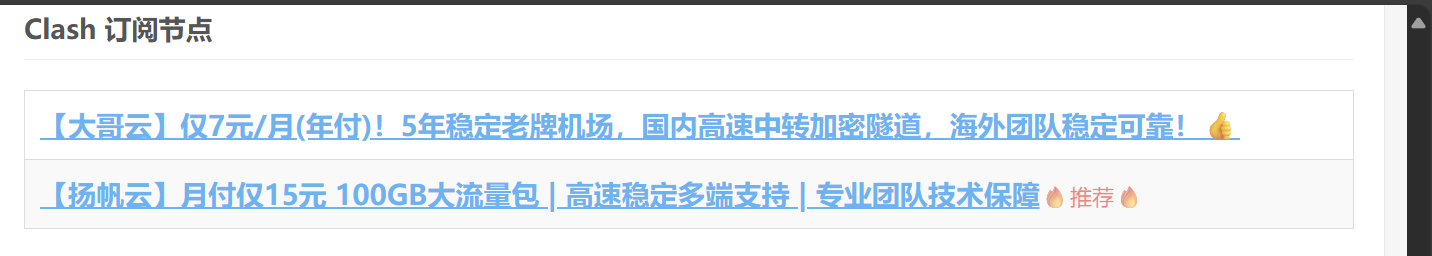 Clash 订阅节点
【大哥云】仅7元/月(年付)！5年稳定老牌机场，国内高速中转加密隧道，海外团队稳定可靠！👍
【扬帆云】月付仅15元 100GB大流量包 | 高速稳定多端支持 | 专业团队技术保障🔥推荐🔥